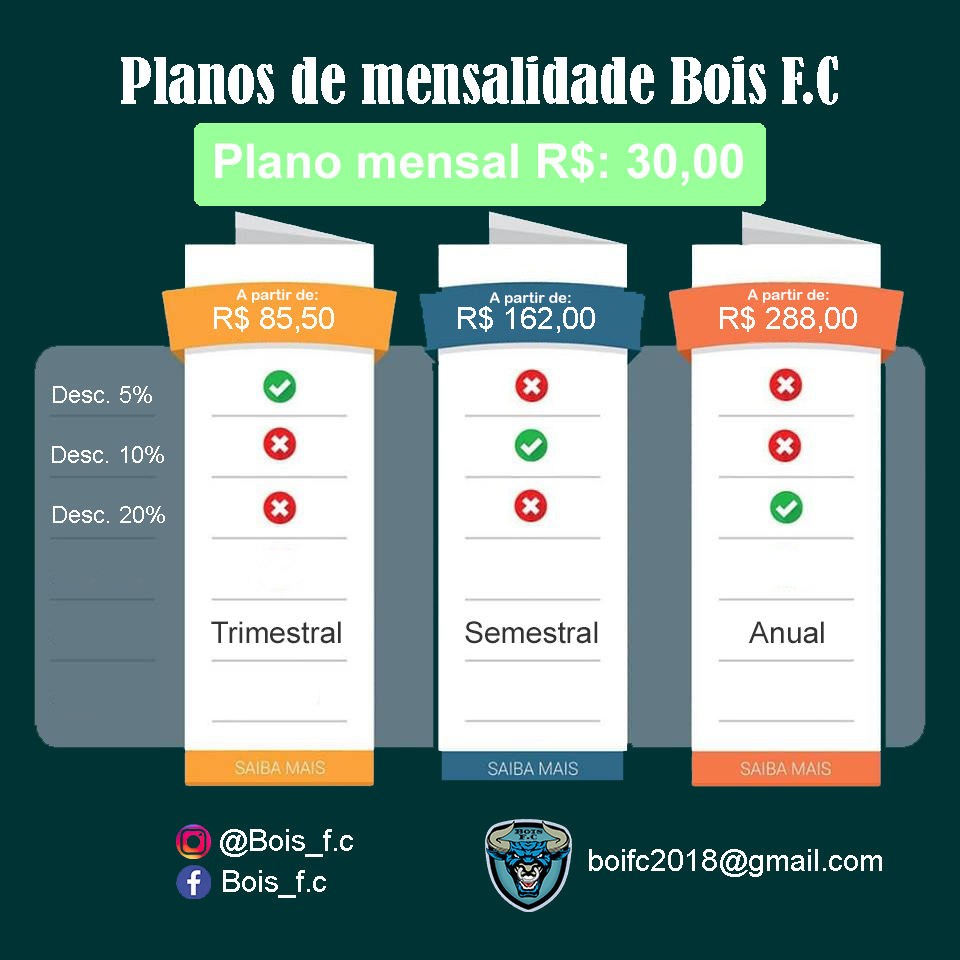 Planos de mensalidade Bois F.C
Plano mensal R$: 30,00
A partir de:
R$ 85,50
A partir de:
R$ 162,00
A partir de:
R$ 288,00
Desc. 5%
Desc. 10%
Desc. 20%
Trimestral
Semestral
Anual
SAIBA MAIS
SAIBA MAIS
SAIBA MAIS
@Bois_f.c
Bois_f.c
BOIS
F.C
boifc2018@gmail.com